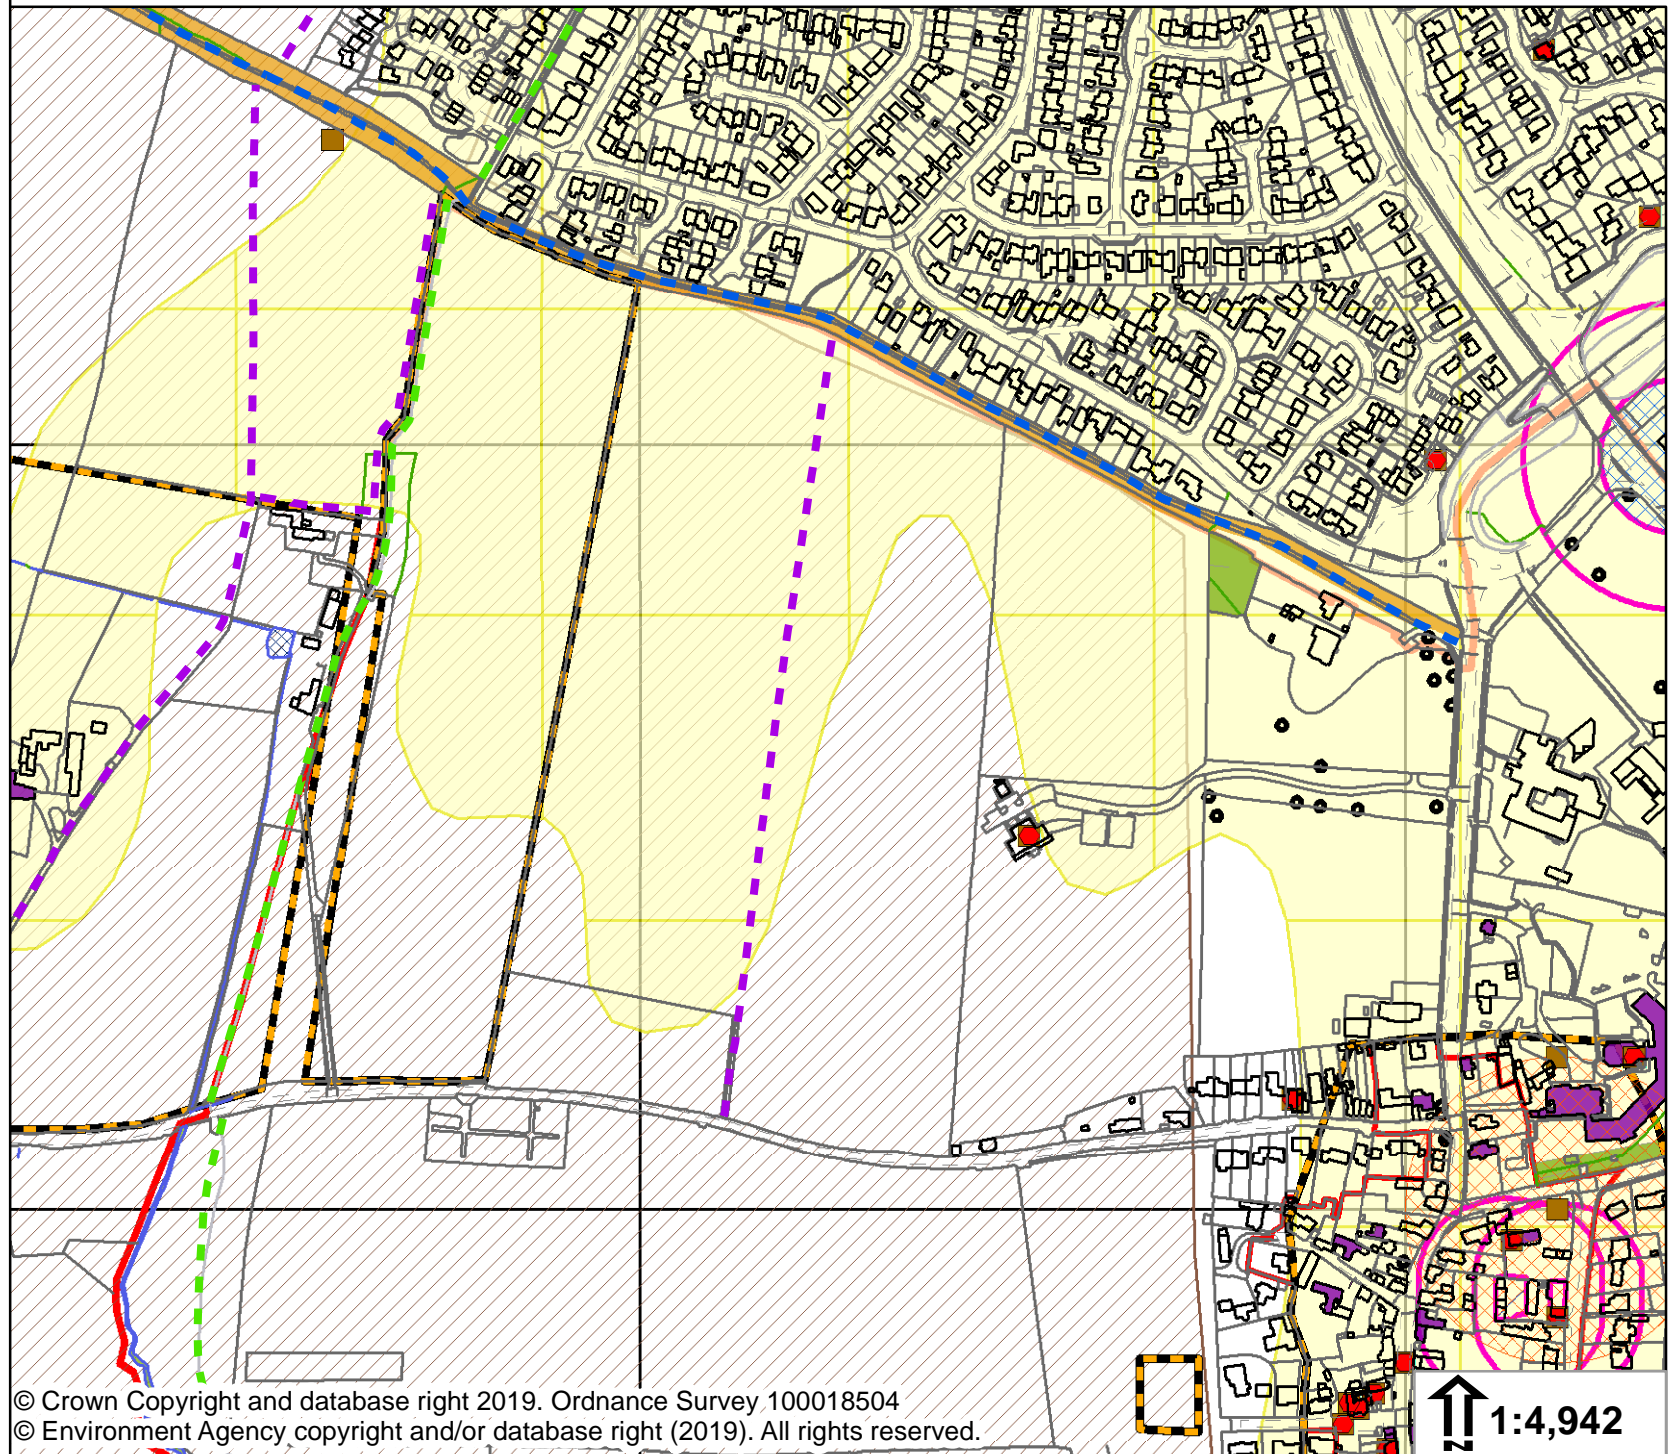 © Crown Copyright and database right 2019. Ordnance Survey 100018504
© Environment Agency copyright and/or database right (2019). All rights reserved.
1:4,942
N